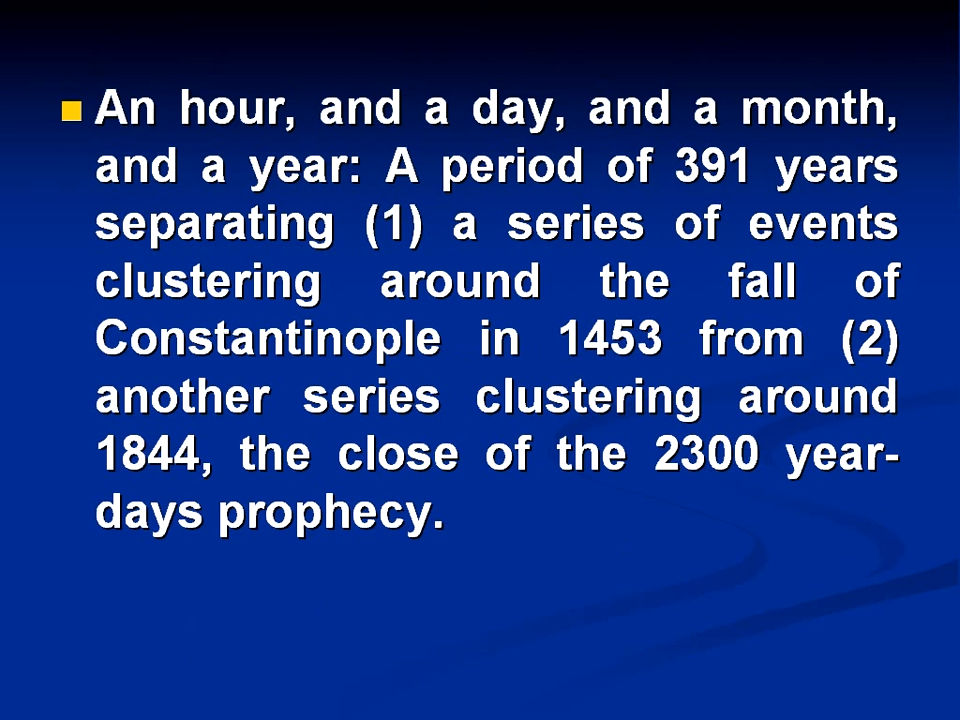 An hour, and a day, and a month,
and a year: A period of 391 years
separating (1) a series of events
clustering around the fall of
Constantinople in 1453 from (2)
another series clustering around
1844, the close of the 2300 year-
days prophecy.